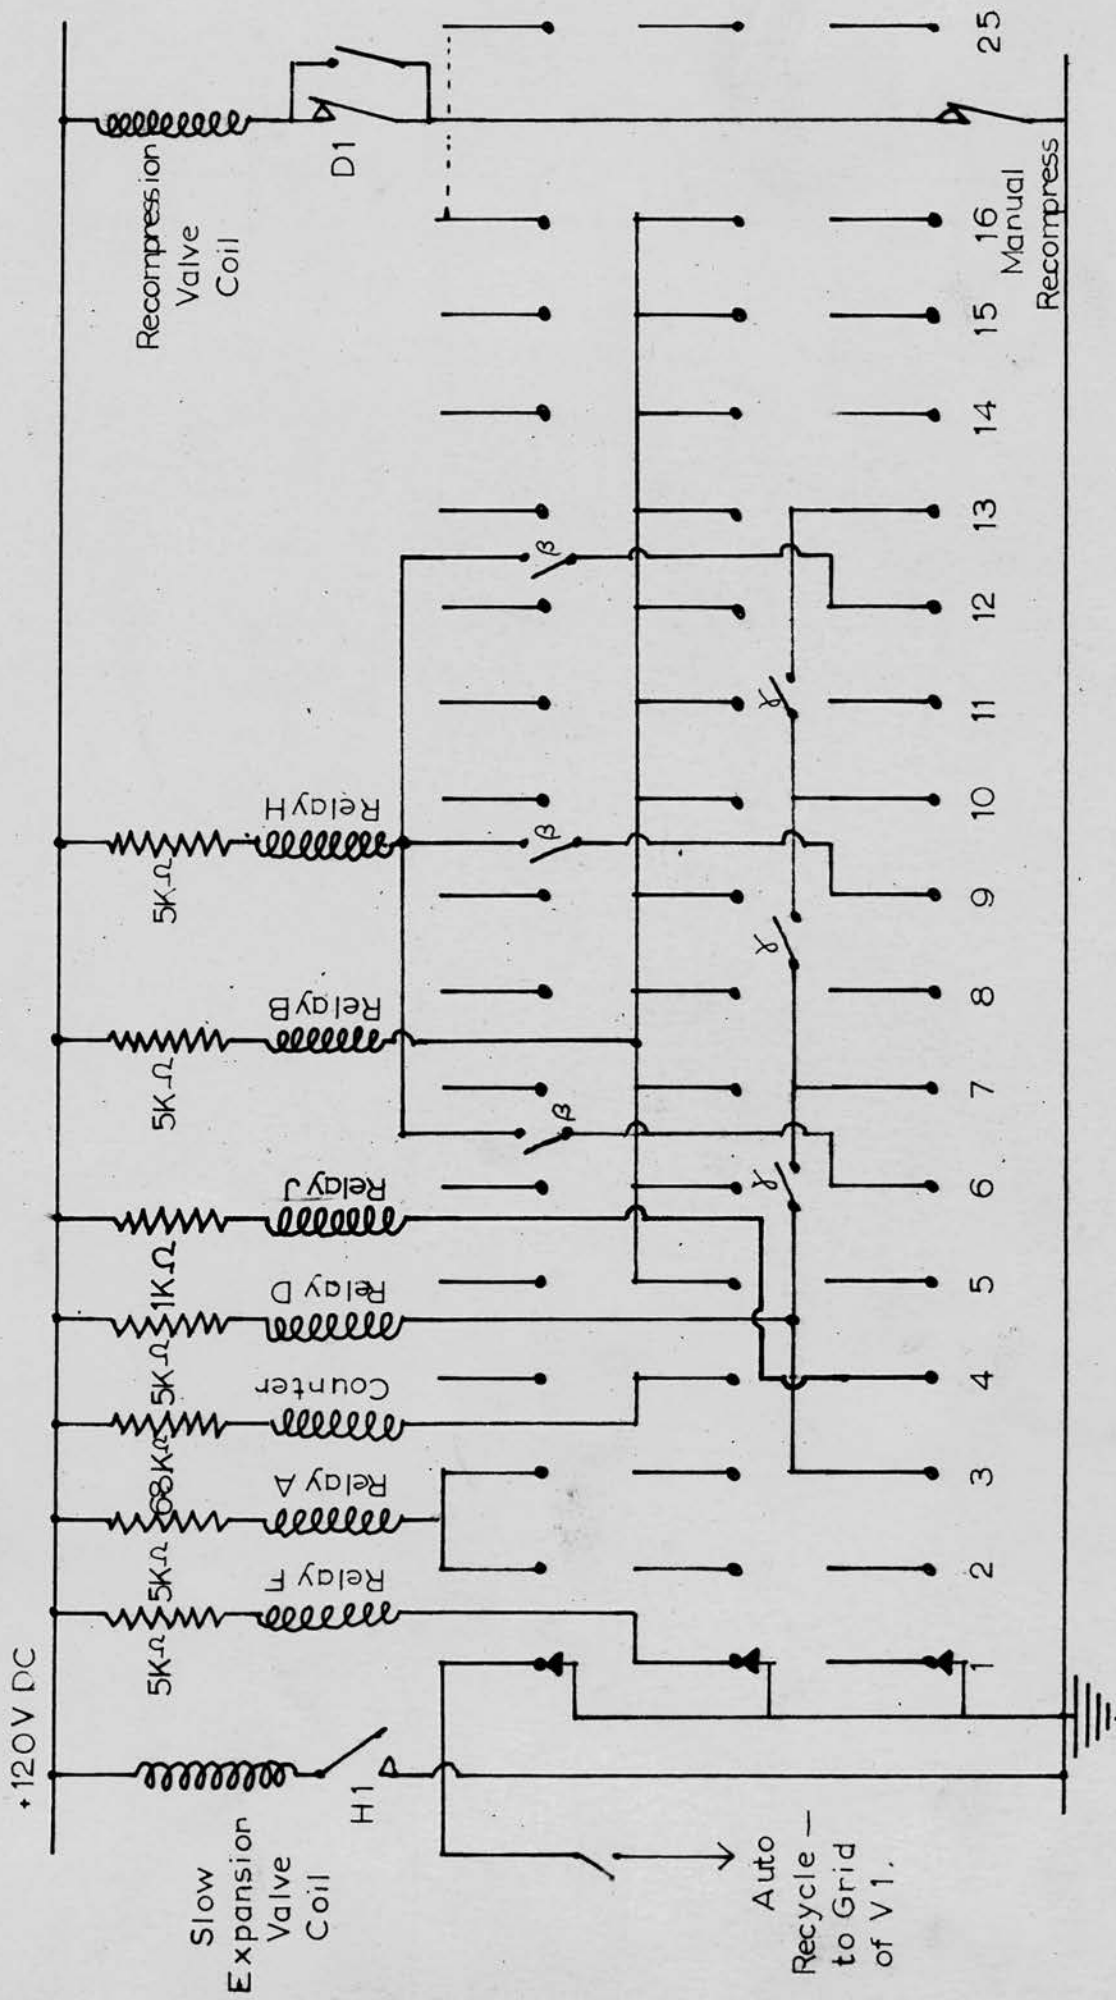 +120V DC
Slow
Expansion
Valve
Coil
H1
5KΩ
Relay F
5KΩ
Relay A
68KΩ
Counter
5KΩ
Relay D
1KΩ
Relay J
5KΩ
Relay B
5KΩ
Relay H
Recompression
Valve
Coil
D1
β
β
β
γ
γ
γ
Auto
Recycle —
to Grid
of V1.
1
2
3
4
5
6
7
8
9
10
11
12
13
14
15
16
25
Manual
Recompress